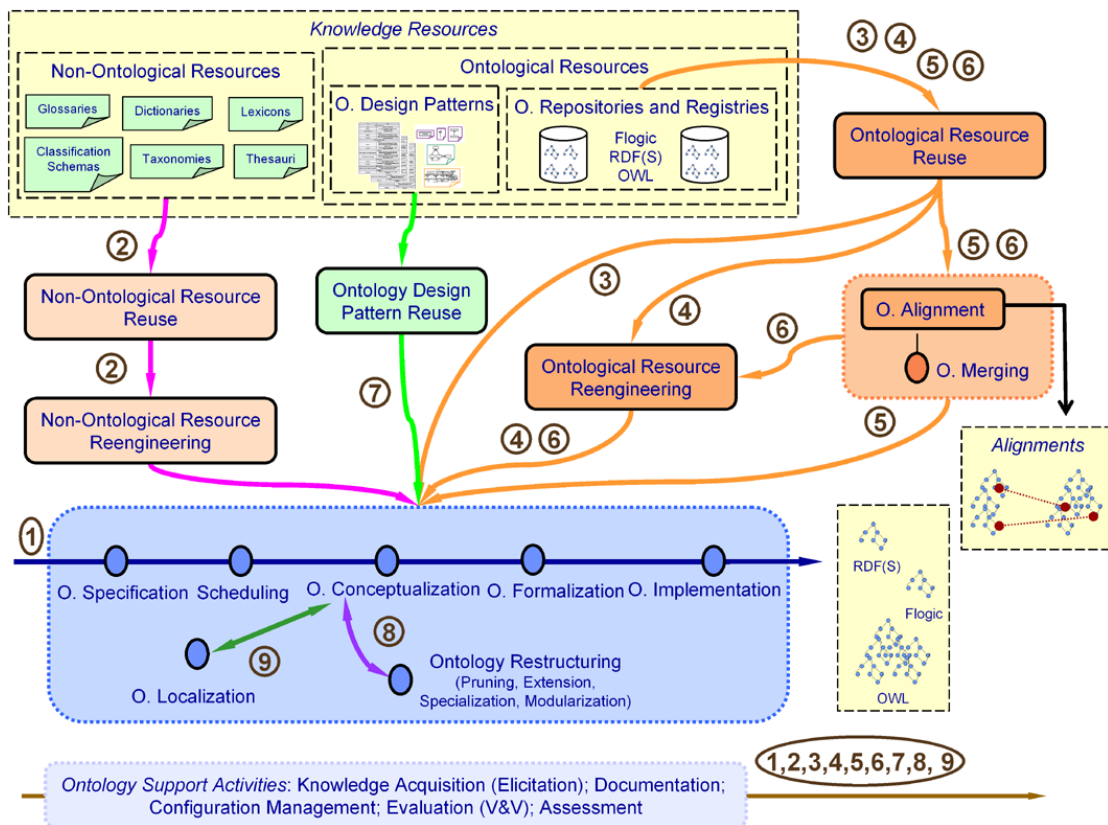 Knowledge Resources
Non-Ontological Resources
Glossaries
Dictionaries
Lexicons
Classification
Schemas
Taxonomies
Thesauri
Ontological Resources
O. Design Patterns
O. Repositories and Registries
Flogic
RDF(S)
OWL
3 4
5 6
Ontological Resource
Reuse
2
7
3
4
5 6
Non-Ontological Resource
Reuse
Ontology Design
Pattern Reuse
O. Alignment
O. Merging
6
Ontological Resource
Reengineering
2
Non-Ontological Resource
Reengineering
4 6
5
Alignments
1
O. Specification
Scheduling
O. Conceptualization
O. Formalization
O. Implementation
9
8
O. Localization
Ontology Restructuring
(Pruning, Extension,
Specialization, Modularization)
RDF(S)
Flogic
OWL
1,2,3,4,5,6,7,8, 9
Ontology Support Activities: Knowledge Acquisition (Elicitation); Documentation;
Configuration Management; Evaluation (V&V); Assessment